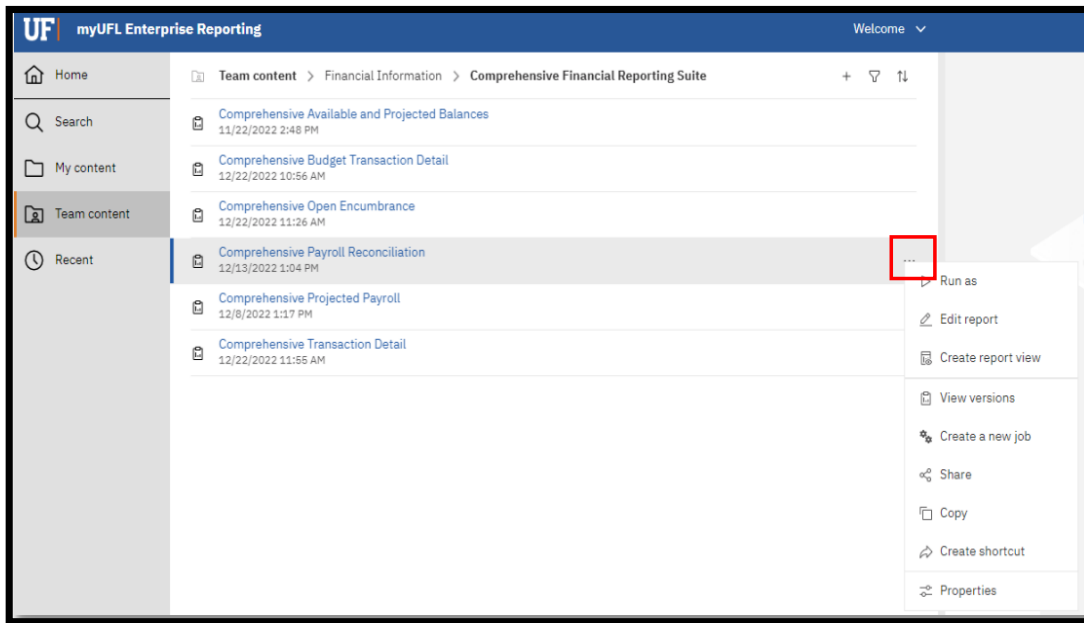 UF myUFL Enterprise Reporting Welcome
Home
Search
My content
Team content
Recent
Team content > Financial Information > Comprehensive Financial Reporting Suite
Comprehensive Available and Projected Balances
11/22/2022 2:48 PM
Comprehensive Budget Transaction Detail
12/22/2022 10:56 AM
Comprehensive Open Encumbrance
12/22/2022 11:26 AM
Comprehensive Payroll Reconciliation
12/13/2022 1:04 PM
Comprehensive Projected Payroll
12/8/2022 1:17 PM
Comprehensive Transaction Detail
12/22/2022 11:55 AM
Run as
Edit report
Create report view
View versions
Create a new job
Share
Copy
Create shortcut
Properties